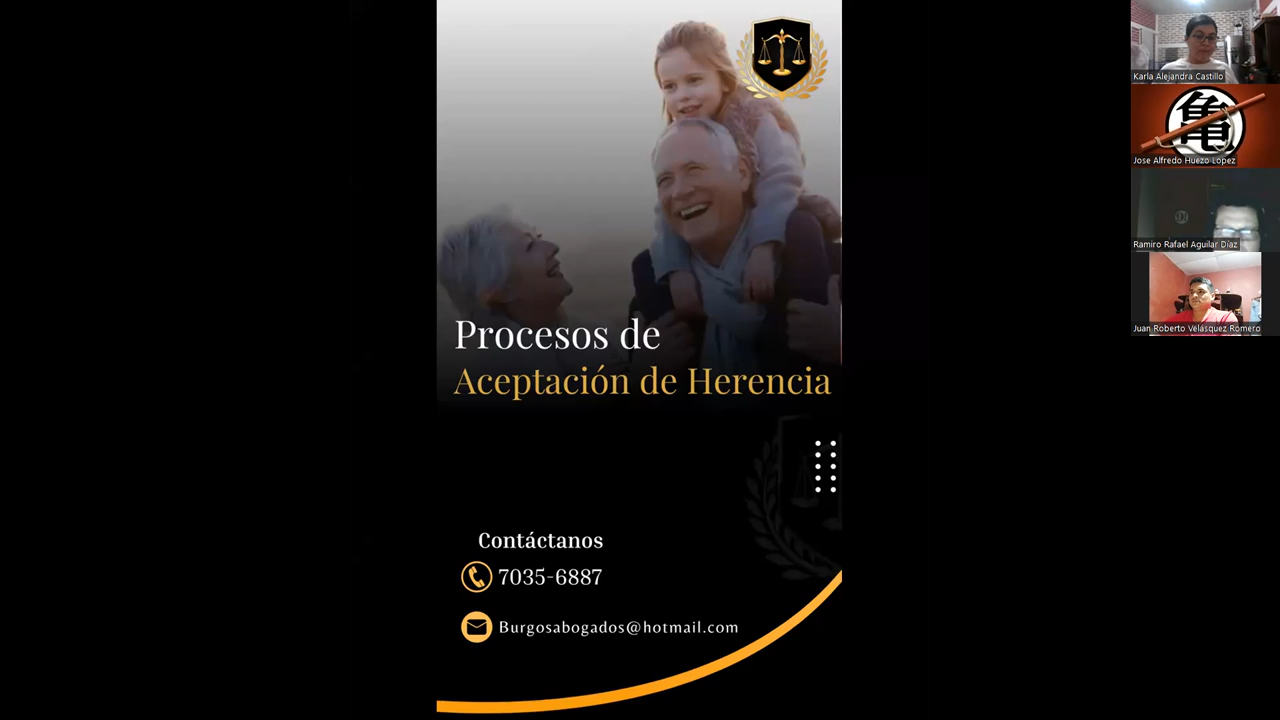 Procesos de
Aceptación de Herencia
Contáctanos
7035-6887
Burgosabogados@hotmail.com
Karla Alejandra Castillo
亀
Jose Alfredo Huezo Lopez
Ramiro Rafael Aguilar Díaz
Juan Roberto Velásquez Romero